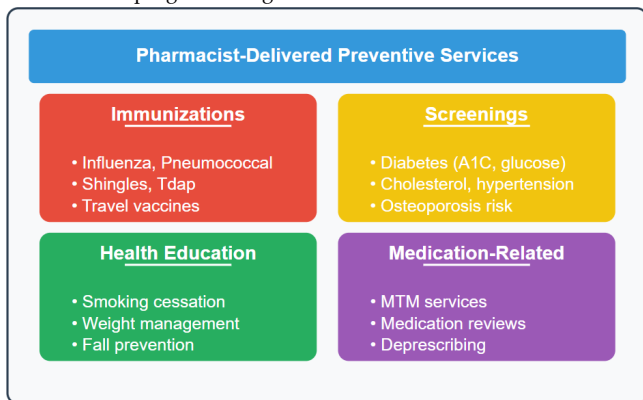 Pharmacist-Delivered Preventive Services
Immunizations
• Influenza, Pneumococcal
• Shingles, Tdap
• Travel vaccines
Screenings
• Diabetes (A1C, glucose)
• Cholesterol, hypertension
• Osteoporosis risk
Health Education
• Smoking cessation
• Weight management
• Fall prevention
Medication-Related
• MTM services
• Medication reviews
• Deprescribing